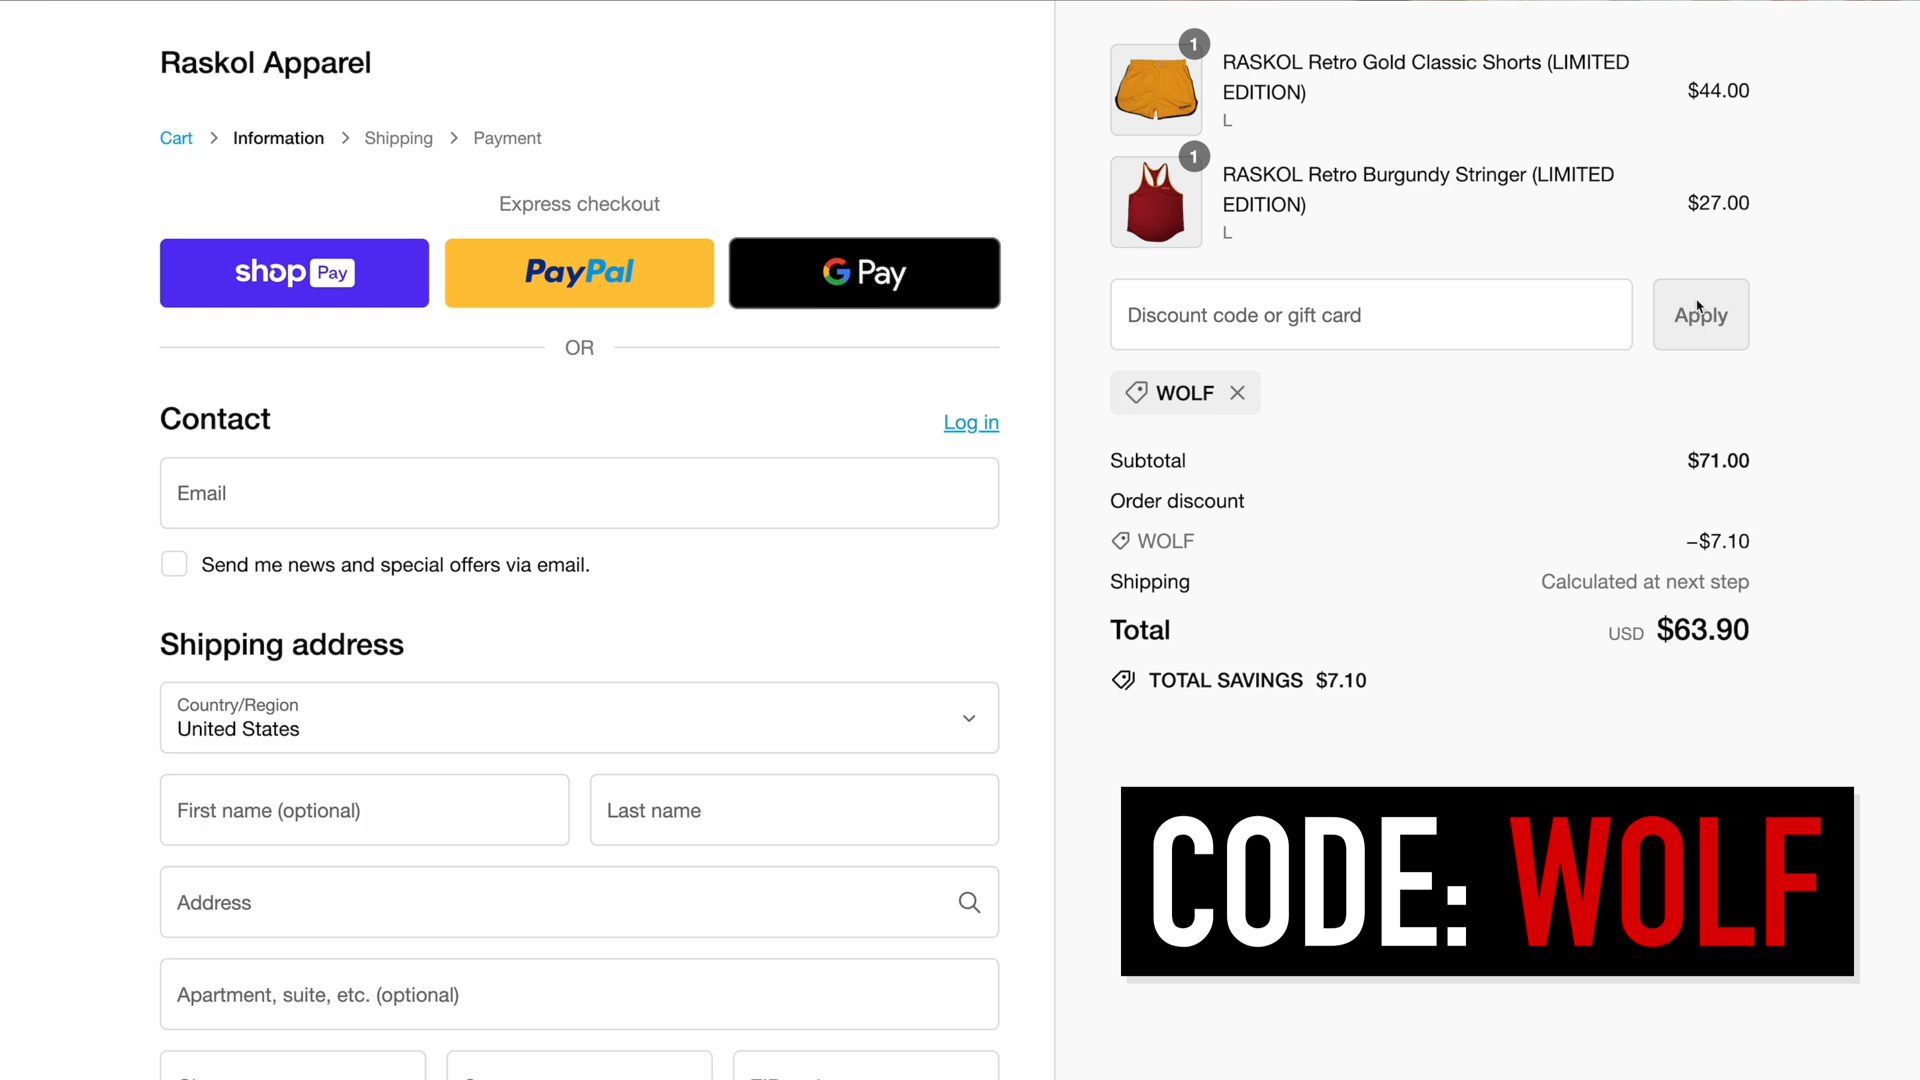 Raskol Apparel
Cart > Information > Shipping > Payment
Express checkout
shop Pay
PayPal
G Pay
OR
Contact
Log in
Email
Send me news and special offers via email.
Shipping address
Country/Region
United States
First name (optional)
Last name
Address
Apartment, suite, etc. (optional)
1
RASKOL Retro Gold Classic Shorts (LIMITED
EDITION)
L
$44.00
1
RASKOL Retro Burgundy Stringer (LIMITED
EDITION)
L
$27.00
Discount code or gift card
Apply
WOLF
Subtotal $71.00
Order discount
WOLF −$7.10
Shipping Calculated at next step
Total USD $63.90
TOTAL SAVINGS $7.10
CODE: WOLF